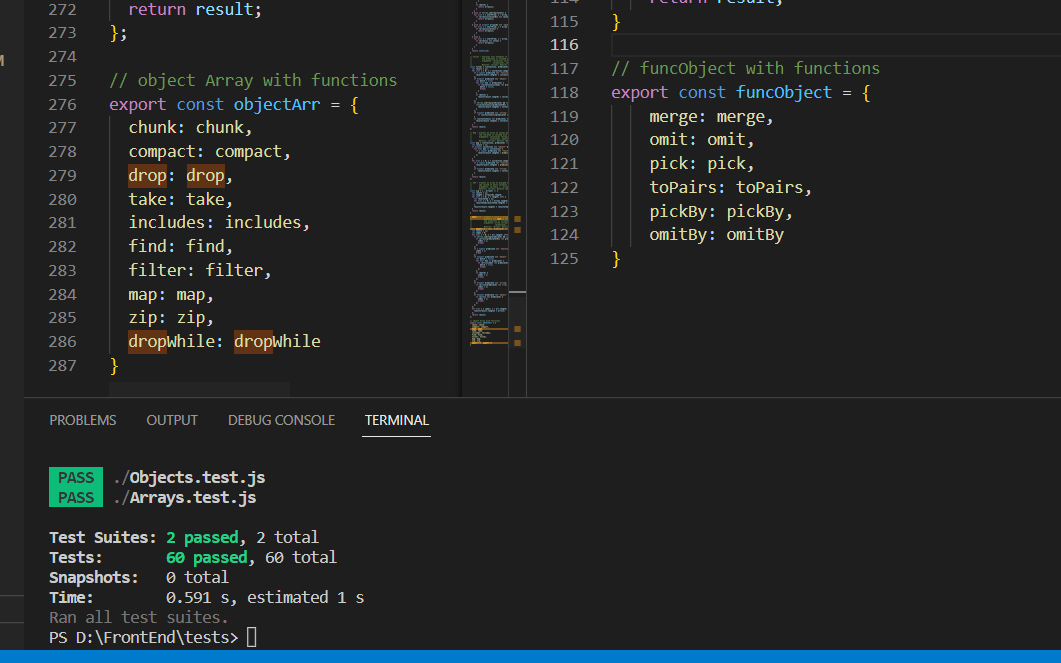 272 return result;
273 };
274
275 // object Array with functions
276 export const objectArr = {
277 chunk: chunk,
278 compact: compact,
279 drop: drop,
280 take: take,
281 includes: includes,
282 find: find,
283 filter: filter,
284 map: map,
285 zip: zip,
286 dropWhile: dropWhile
287 }
115 }
116
117 // funcObject with functions
118 export const funcObject = {
119 merge: merge,
120 omit: omit,
121 pick: pick,
122 toPairs: toPairs,
123 pickBy: pickBy,
124 omitBy: omitBy
125 }
PROBLEMS OUTPUT DEBUG CONSOLE TERMINAL
PASS ./Objects.test.js
PASS ./Arrays.test.js
Test Suites: 2 passed, 2 total
Tests: 60 passed, 60 total
Snapshots: 0 total
Time: 0.591 s, estimated 1 s
Ran all test suites.
PS D:\FrontEnd\tests>